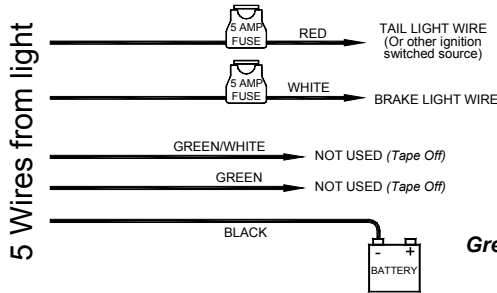 5 Wires from light
5 AMP
FUSE
RED
TAIL LIGHT WIRE
(Or other ignition
switched source)
5 AMP
FUSE
WHITE
BRAKE LIGHT WIRE
GREEN/WHITE
NOT USED (Tape Off)
GREEN
NOT USED (Tape Off)
BLACK
- +
BATTERY
Gre